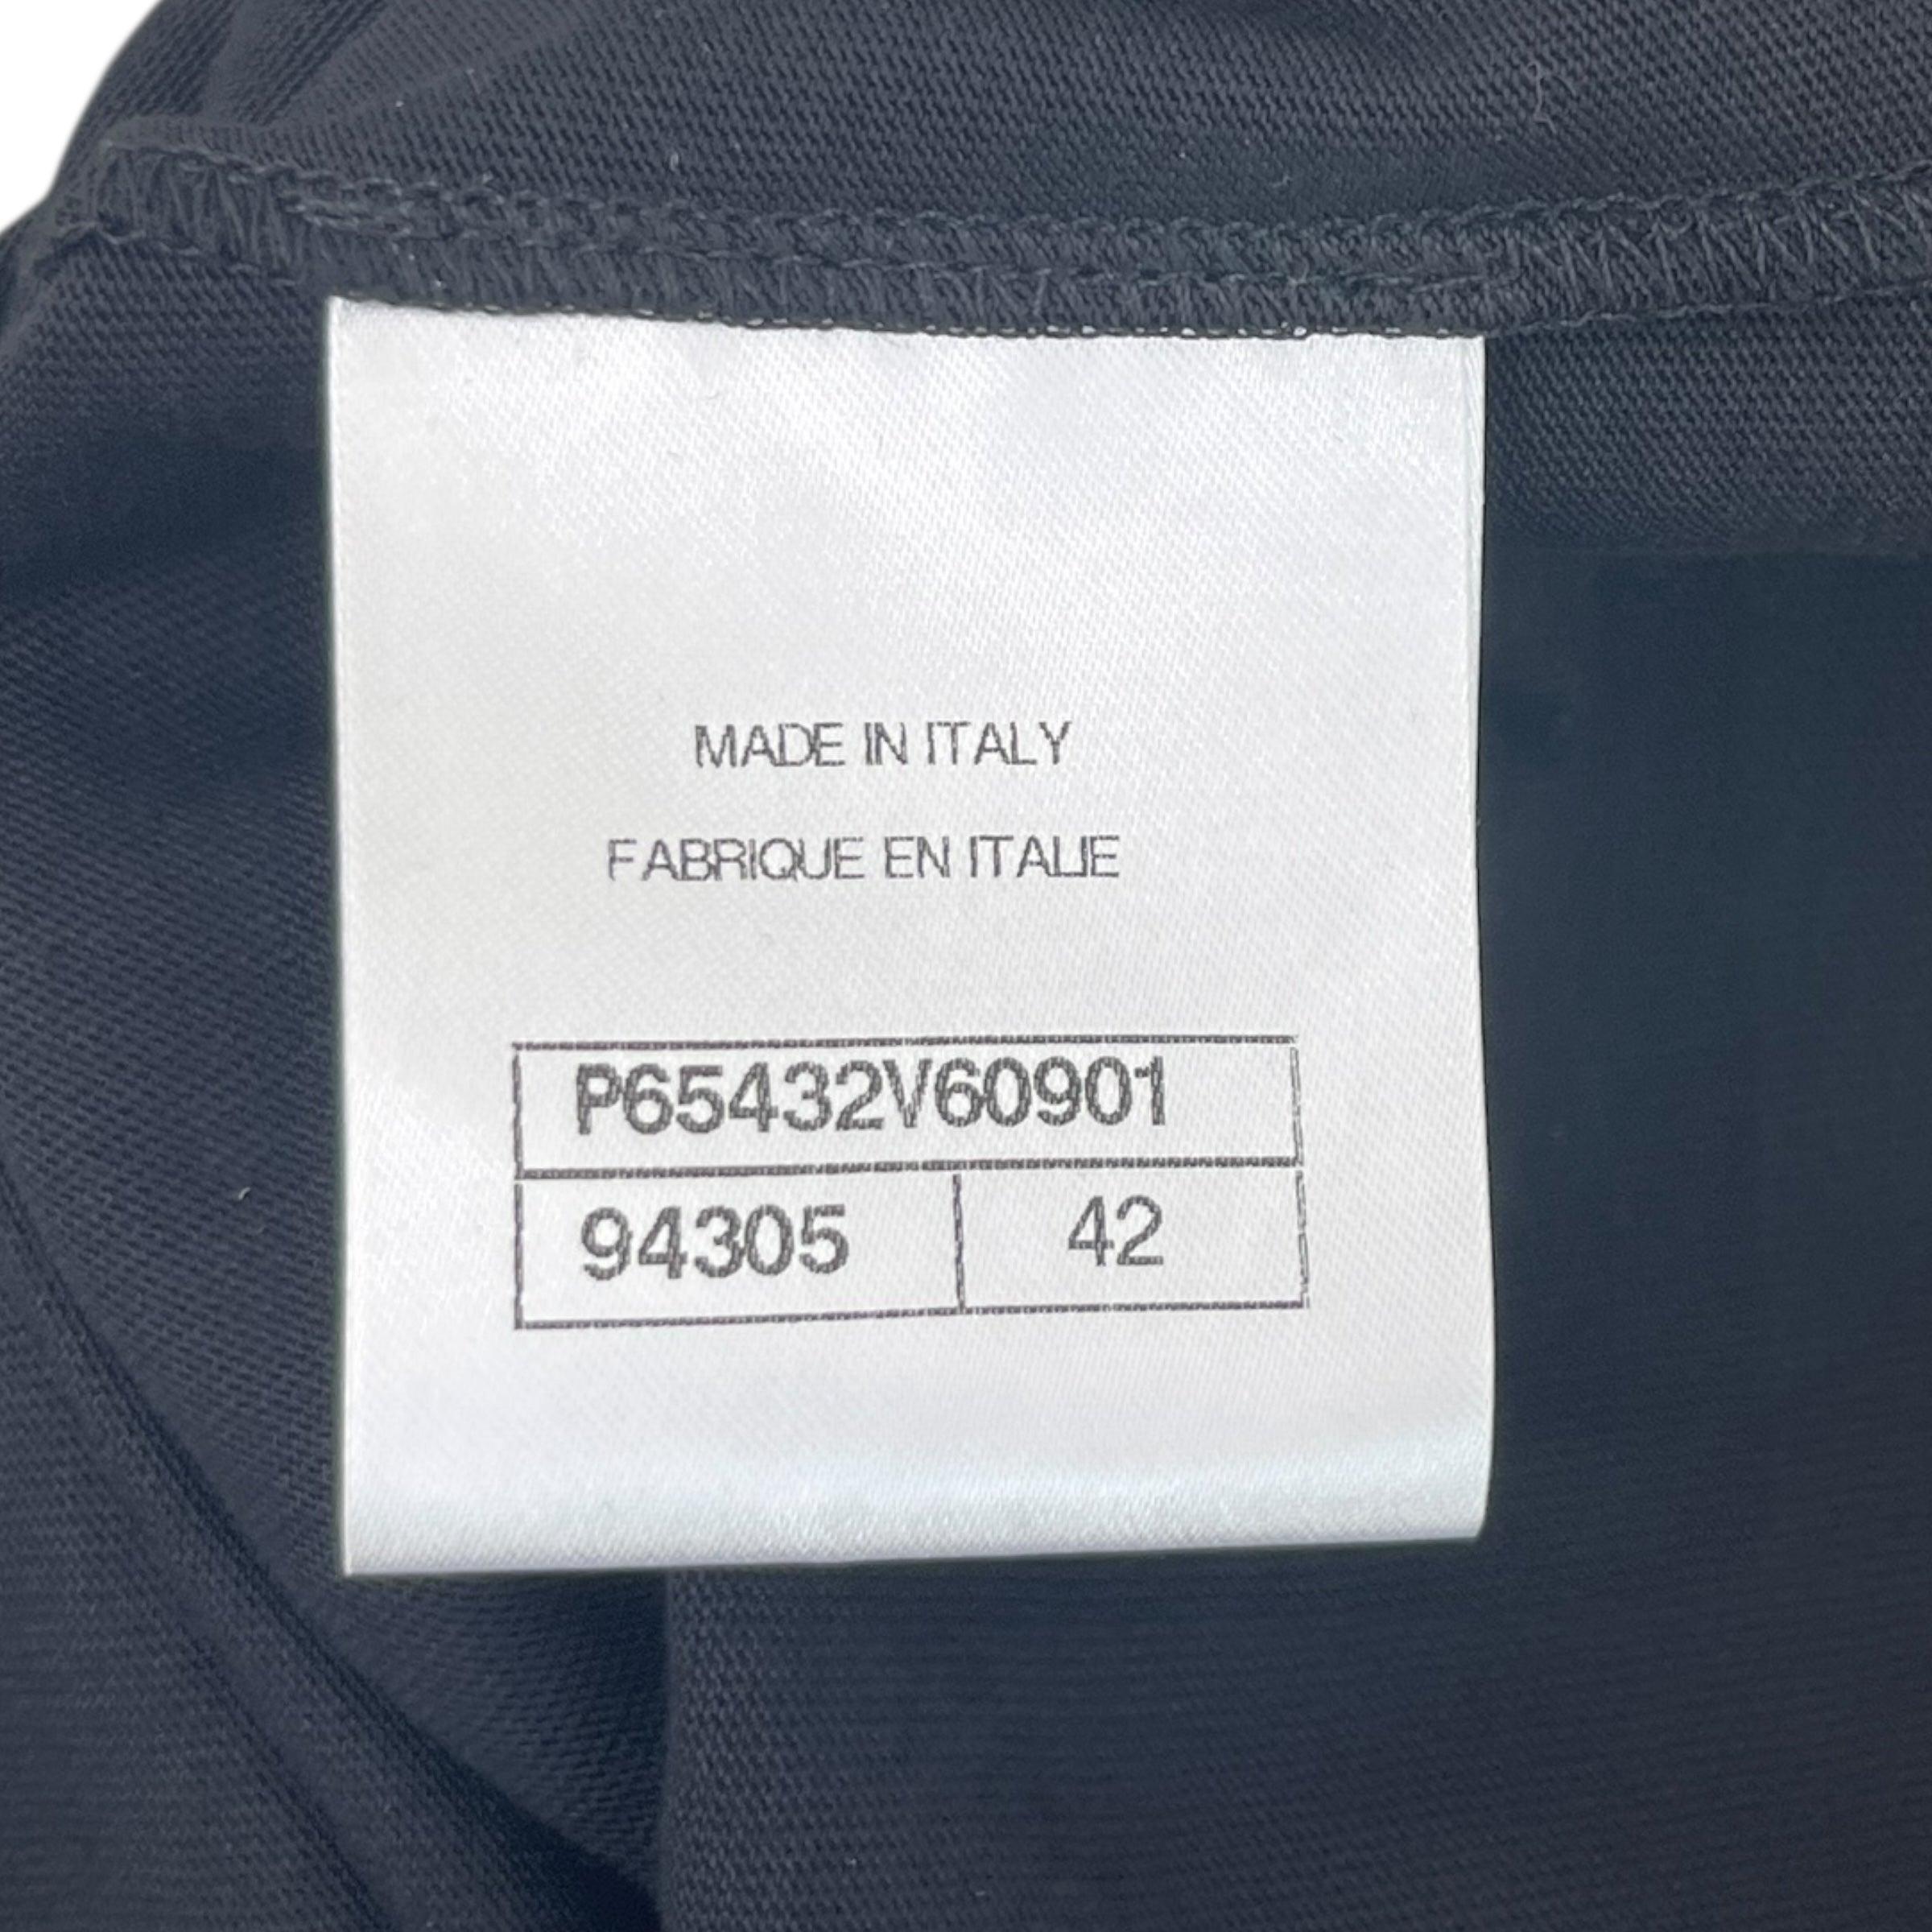 MADE IN ITALY
FABRIQUE EN ITALIE
P65432V60901
94305 42